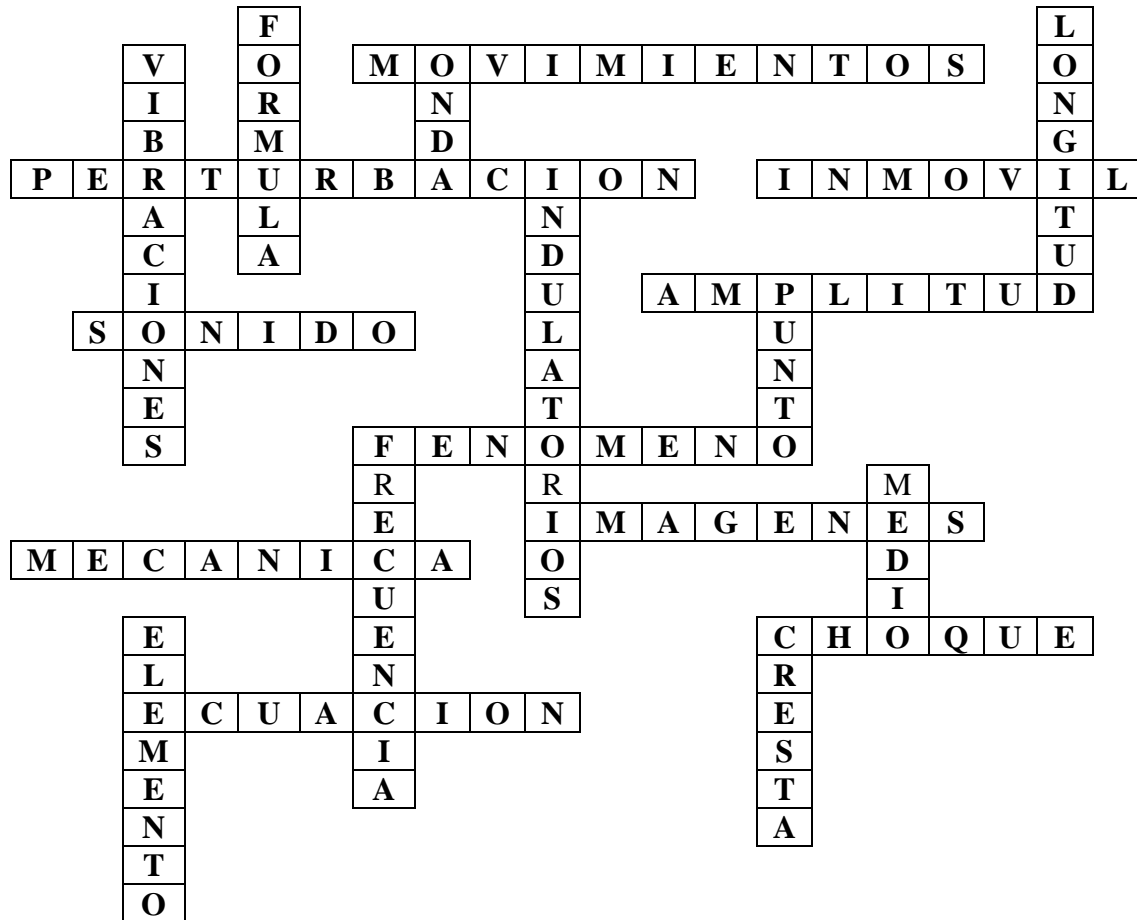 FORMULA
LONGITUD
VIBRACIONES
MOVIMIENTOS
ONDA
PERTURBACION
INDULATORIOS
INMOVIL
AMPLITUD
PUNTO
SONIDO
FENOMENO
FRECUENCIA
MEDIO
IMAGENES
MECANICA
ELEMENTO
CHOQUE
CRESTA
ECUACION